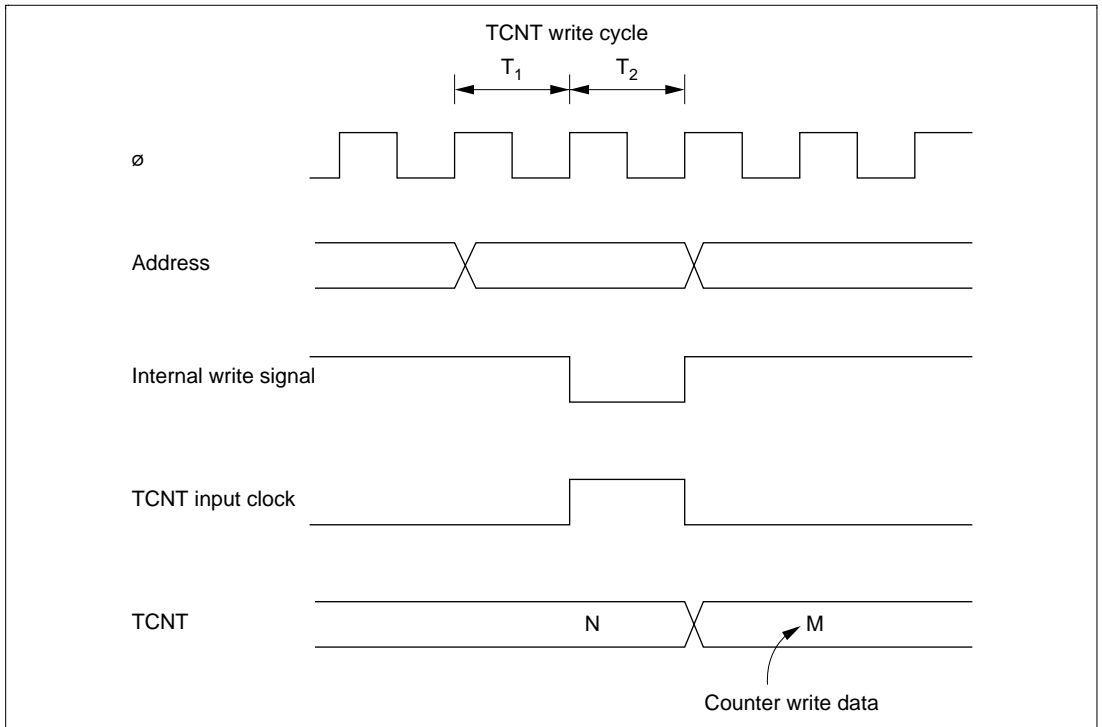 TCNT write cycle
T1 T2
ø
Address
Internal write signal
TCNT input clock
TCNT N M
Counter write data